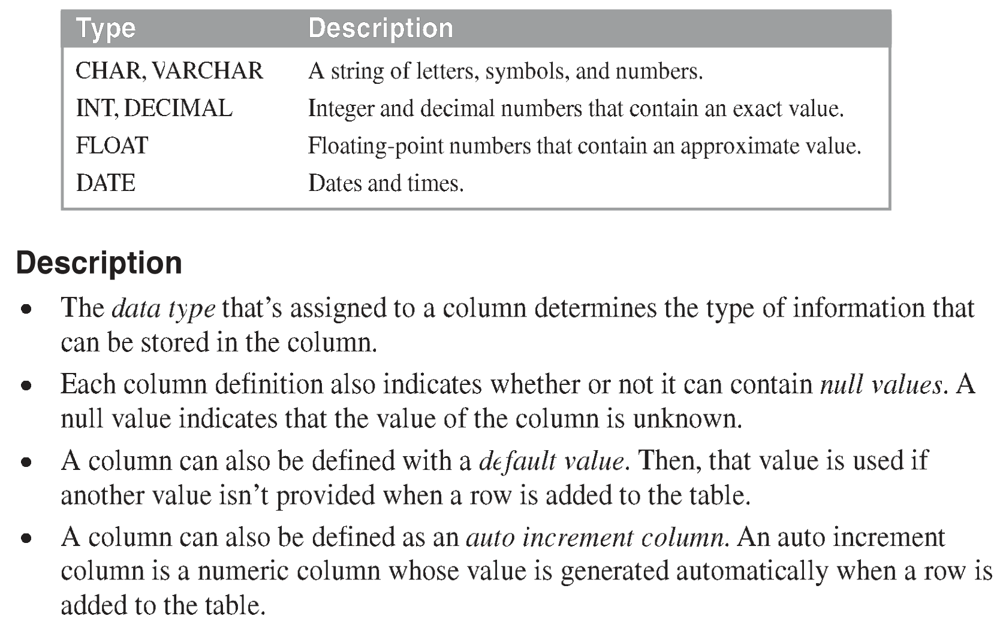 Type Description
CHAR, VARCHAR A string of letters, symbols, and numbers.
INT, DECIMAL Integer and decimal numbers that contain an exact value.
FLOAT Floating-point numbers that contain an approximate value.
DATE Dates and times.
Description
• The data type that’s assigned to a column determines the type of information that
can be stored in the column.
• Each column definition also indicates whether or not it can contain null values. A
null value indicates that the value of the column is unknown.
• A column can also be defined with a default value. Then, that value is used if
another value isn’t provided when a row is added to the table.
• A column can also be defined as an auto increment column. An auto increment
column is a numeric column whose value is generated automatically when a row is
added to the table.